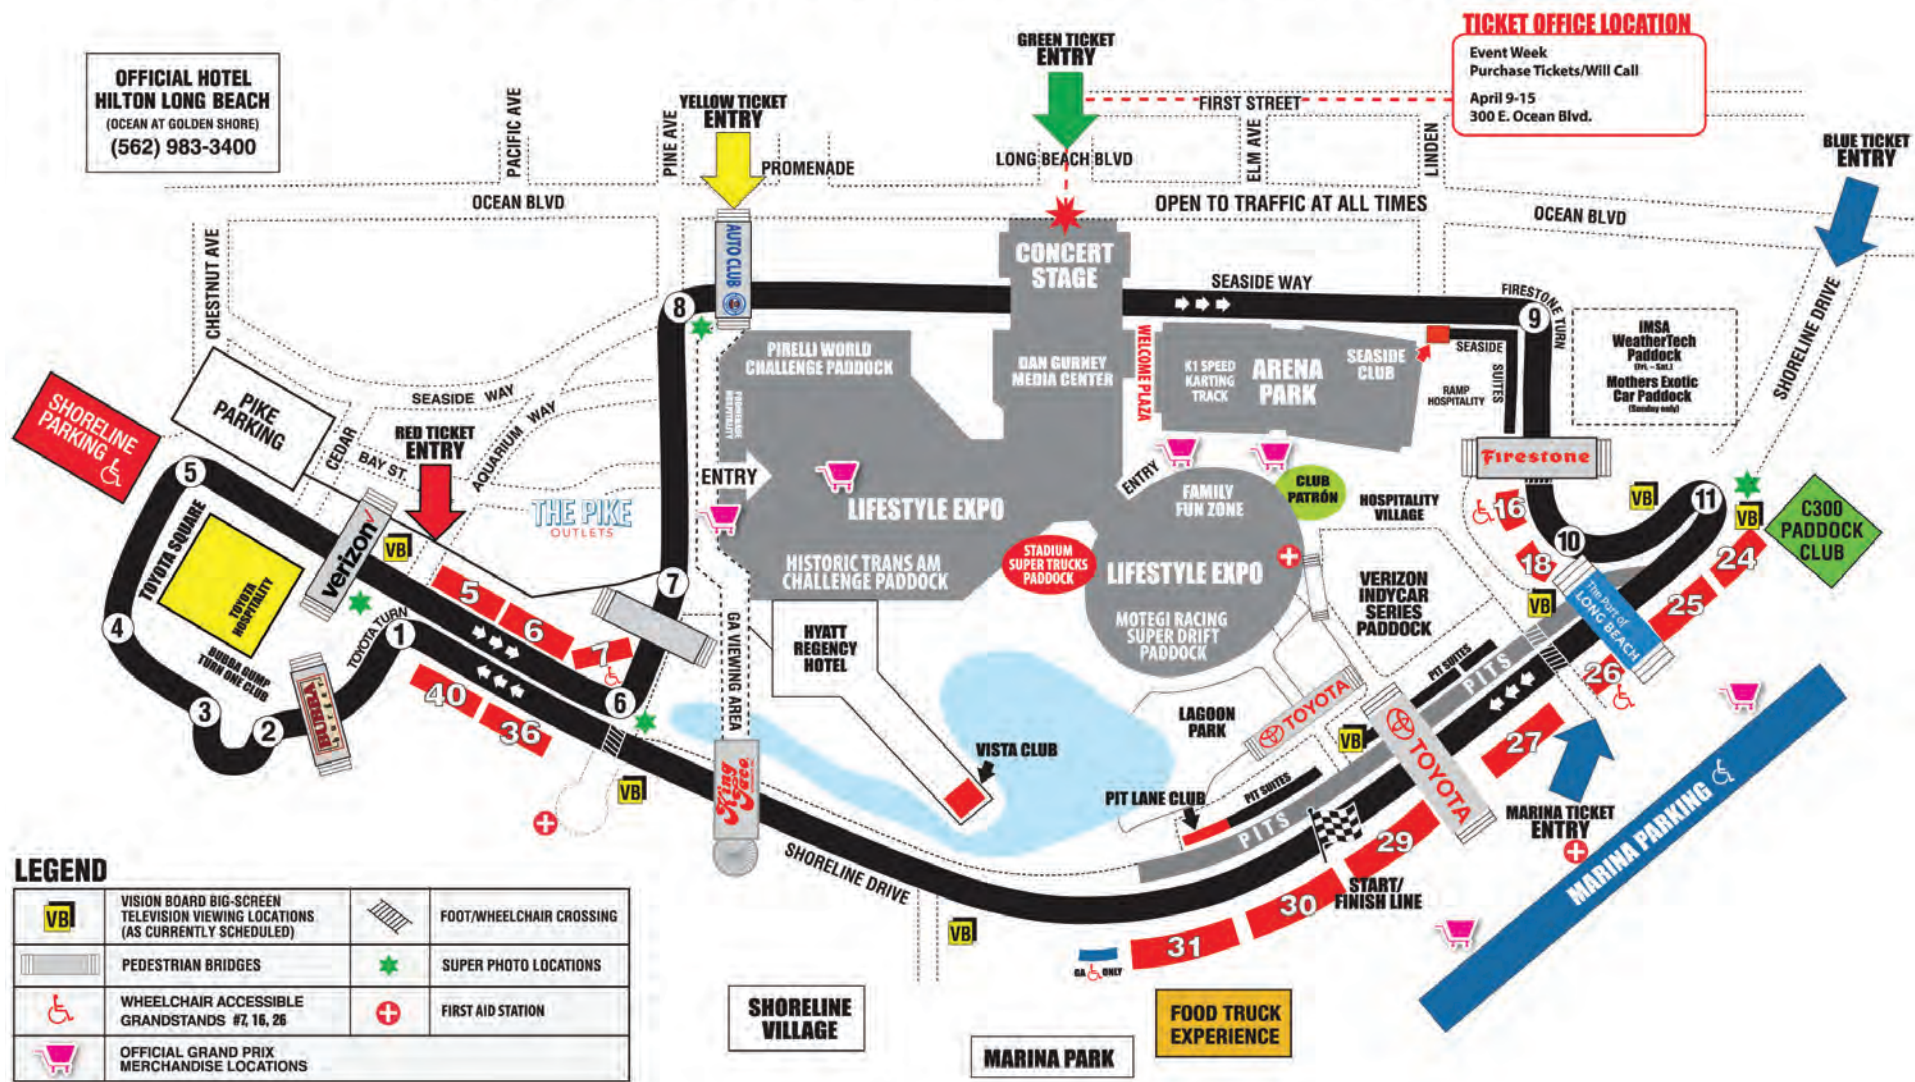 TICKET OFFICE LOCATION
Event Week
Purchase Tickets/Will Call
April 9-15
300 E. Ocean Blvd.
OFFICIAL HOTEL
HILTON LONG BEACH
(OCEAN AT GOLDEN SHORE)
(562) 983-3400
GREEN TICKET
ENTRY
YELLOW TICKET
ENTRY
BLUE TICKET
ENTRY
FIRST STREET
PACIFIC AVE
PINE AVE
PROMENADE
LONG BEACH BLVD
ELM AVE
LINDEN
OCEAN BLVD
OPEN TO TRAFFIC AT ALL TIMES
OCEAN BLVD
CHESTNUT AVE
AUTO CLUB
CONCERT
STAGE
SEASIDE WAY
FIRESTONE TURN
SHORELINE DRIVE
8
9
PIRELLI WORLD
CHALLENGE PADDOCK
DAN GURNEY
MEDIA CENTER
WELCOME PLAZA
K1 SPEED
KARTING
TRACK
ARENA
PARK
SEASIDE
CLUB
SEASIDE
SUITES
RAMP
HOSPITALITY
IMSA
WeatherTech
Paddock
(Fri. - Sat.)
Mothers Exotic
Car Paddock
(Sunday only)
PROMENADE
HOSPITALITY
SHORELINE
PARKING
PIKE
PARKING
SEASIDE WAY
CEDAR
BAY ST.
AQUARIUM WAY
RED TICKET
ENTRY
ENTRY
ENTRY
LIFESTYLE EXPO
FAMILY
FUN ZONE
CLUB
PATRÓN
HOSPITALITY
VILLAGE
Firestone
5
TOYOTA SQUARE
verizon
VB
THE PIKE
OUTLETS
HISTORIC TRANS AM
CHALLENGE PADDOCK
STADIUM
SUPER TRUCKS
PADDOCK
LIFESTYLE EXPO
VERIZON
INDYCAR
SERIES
PADDOCK
16
18
10
VB
11
VB
24
C300
PADDOCK
CLUB
TOYOTA
HOSPITALITY
5
6
7
7
4
TOYOTA TURN
1
BUBBA GUMP
TURN ONE CLUB
GA VIEWING AREA
HYATT
REGENCY
HOTEL
MOTEGI RACING
SUPER DRIFT
PADDOCK
VB
The Port of
LONG BEACH
25
26
40
36
6
3
2
BUBBA
burger
LAGOON
PARK
TOYOTA
PIT SUITES
PITS
TOYOTA
VB
27
VISTA CLUB
King
Taco
VB
PIT LANE CLUB
PIT SUITES
PITS
29
MARINA TICKET
ENTRY
MARINA PARKING
SHORELINE DRIVE
START/
FINISH LINE
30
31
VB
GA ONLY
LEGEND
VB
VISION BOARD BIG-SCREEN
TELEVISION VIEWING LOCATIONS
(AS CURRENTLY SCHEDULED)
FOOT/WHEELCHAIR CROSSING
PEDESTRIAN BRIDGES
SUPER PHOTO LOCATIONS
WHEELCHAIR ACCESSIBLE
GRANDSTANDS #7, 16, 26
FIRST AID STATION
OFFICIAL GRAND PRIX
MERCHANDISE LOCATIONS
SHORELINE
VILLAGE
MARINA PARK
FOOD TRUCK
EXPERIENCE